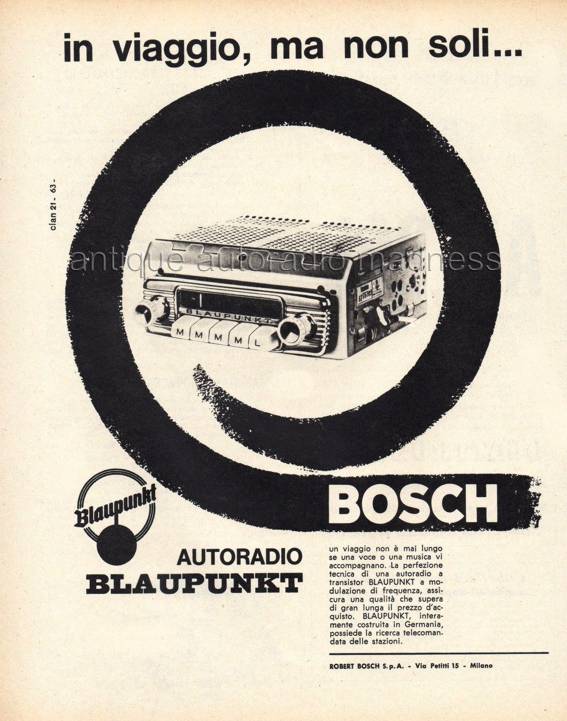 in viaggio, ma non soli...
clan 21 - 63 -
antique autoradio madness
BLAUPUNKT
M M M M L
Blaupunkt
BOSCH
AUTORADIO
BLAUPUNKT
un viaggio non è mai lungo
se una voce o una musica vi
accompagnano. La perfezione
tecnica di una autoradio a
transistor BLAUPUNKT a mo-
dulazione di frequenza, assi-
cura una qualità che supera
di gran lunga il prezzo d'ac-
quisto. BLAUPUNKT, intera-
mente costruita in Germania,
possiede la ricerca telecoman-
data delle stazioni.
ROBERT BOSCH S.p.A. - Via Petitti 15 - Milano